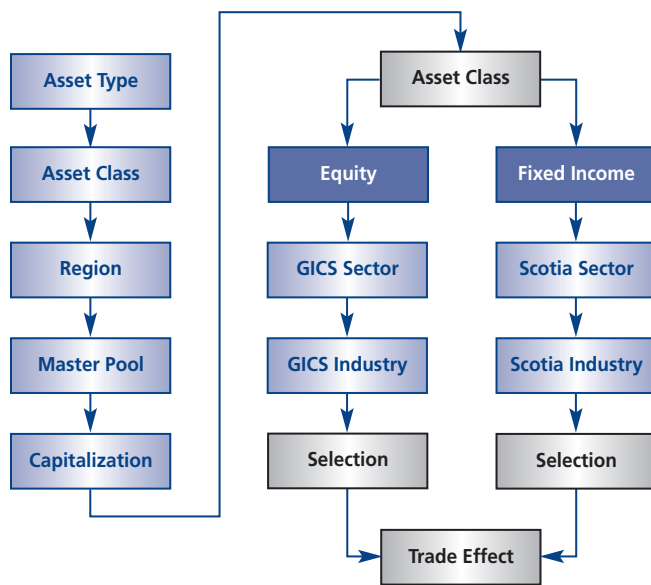 Asset Type
Asset Class
Region
Master Pool
Capitalization
Asset Class
Equity
Fixed Income
GICS Sector
Scotia Sector
GICS Industry
Scotia Industry
Selection
Selection
Trade Effect